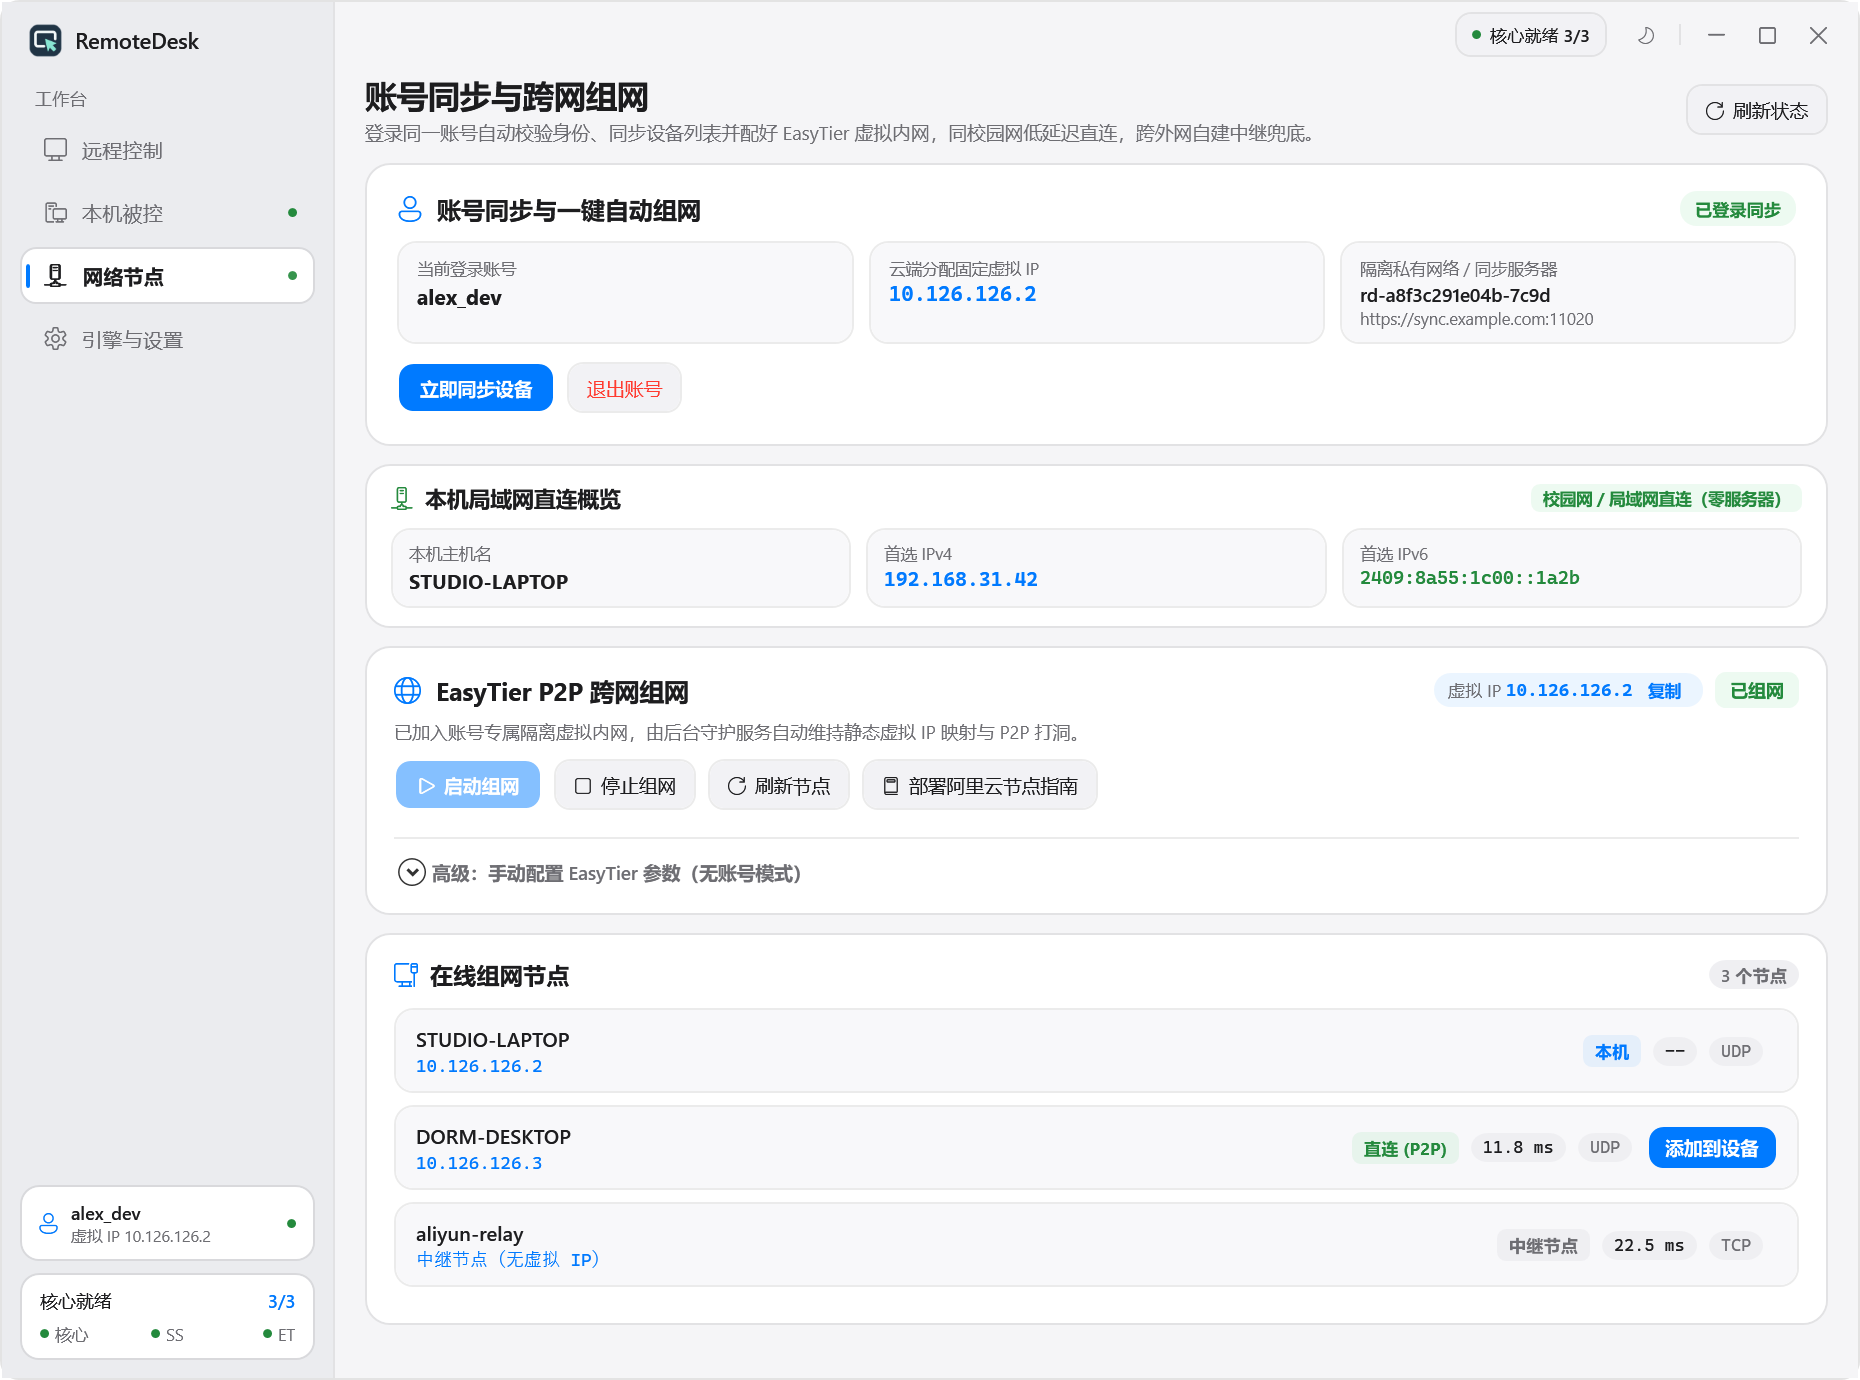 RemoteDesk
核心就绪 3/3
工作台
远程控制
本机被控
网络节点
引擎与设置
账号同步与跨网组网
登录同一账号自动校验身份、同步设备列表并配好 EasyTier 虚拟内网，同校园网低延迟直连，跨外网自建中继兜底。
刷新状态
账号同步与一键自动组网
已登录同步
当前登录账号
alex_dev
云端分配固定虚拟 IP
10.126.126.2
隔离私有网络 / 同步服务器
rd-a8f3c291e04b-7c9d
https://sync.example.com:11020
立即同步设备
退出账号
本机局域网直连概览
校园网 / 局域网直连（零服务器）
本机主机名
STUDIO-LAPTOP
首选 IPv4
192.168.31.42
首选 IPv6
2409:8a55:1c00::1a2b
EasyTier P2P 跨网组网
虚拟 IP 10.126.126.2 复制
已组网
已加入账号专属隔离虚拟内网，由后台守护服务自动维持静态虚拟 IP 映射与 P2P 打洞。
启动组网
停止组网
刷新节点
部署阿里云节点指南
高级：手动配置 EasyTier 参数（无账号模式）
在线组网节点
3 个节点
STUDIO-LAPTOP
10.126.126.2
本机
--
UDP
DORM-DESKTOP
10.126.126.3
直连 (P2P)
11.8 ms
UDP
添加到设备
aliyun-relay
中继节点（无虚拟 IP）
中继节点
22.5 ms
TCP
alex_dev
虚拟 IP 10.126.126.2
核心就绪
3/3
核心
SS
ET